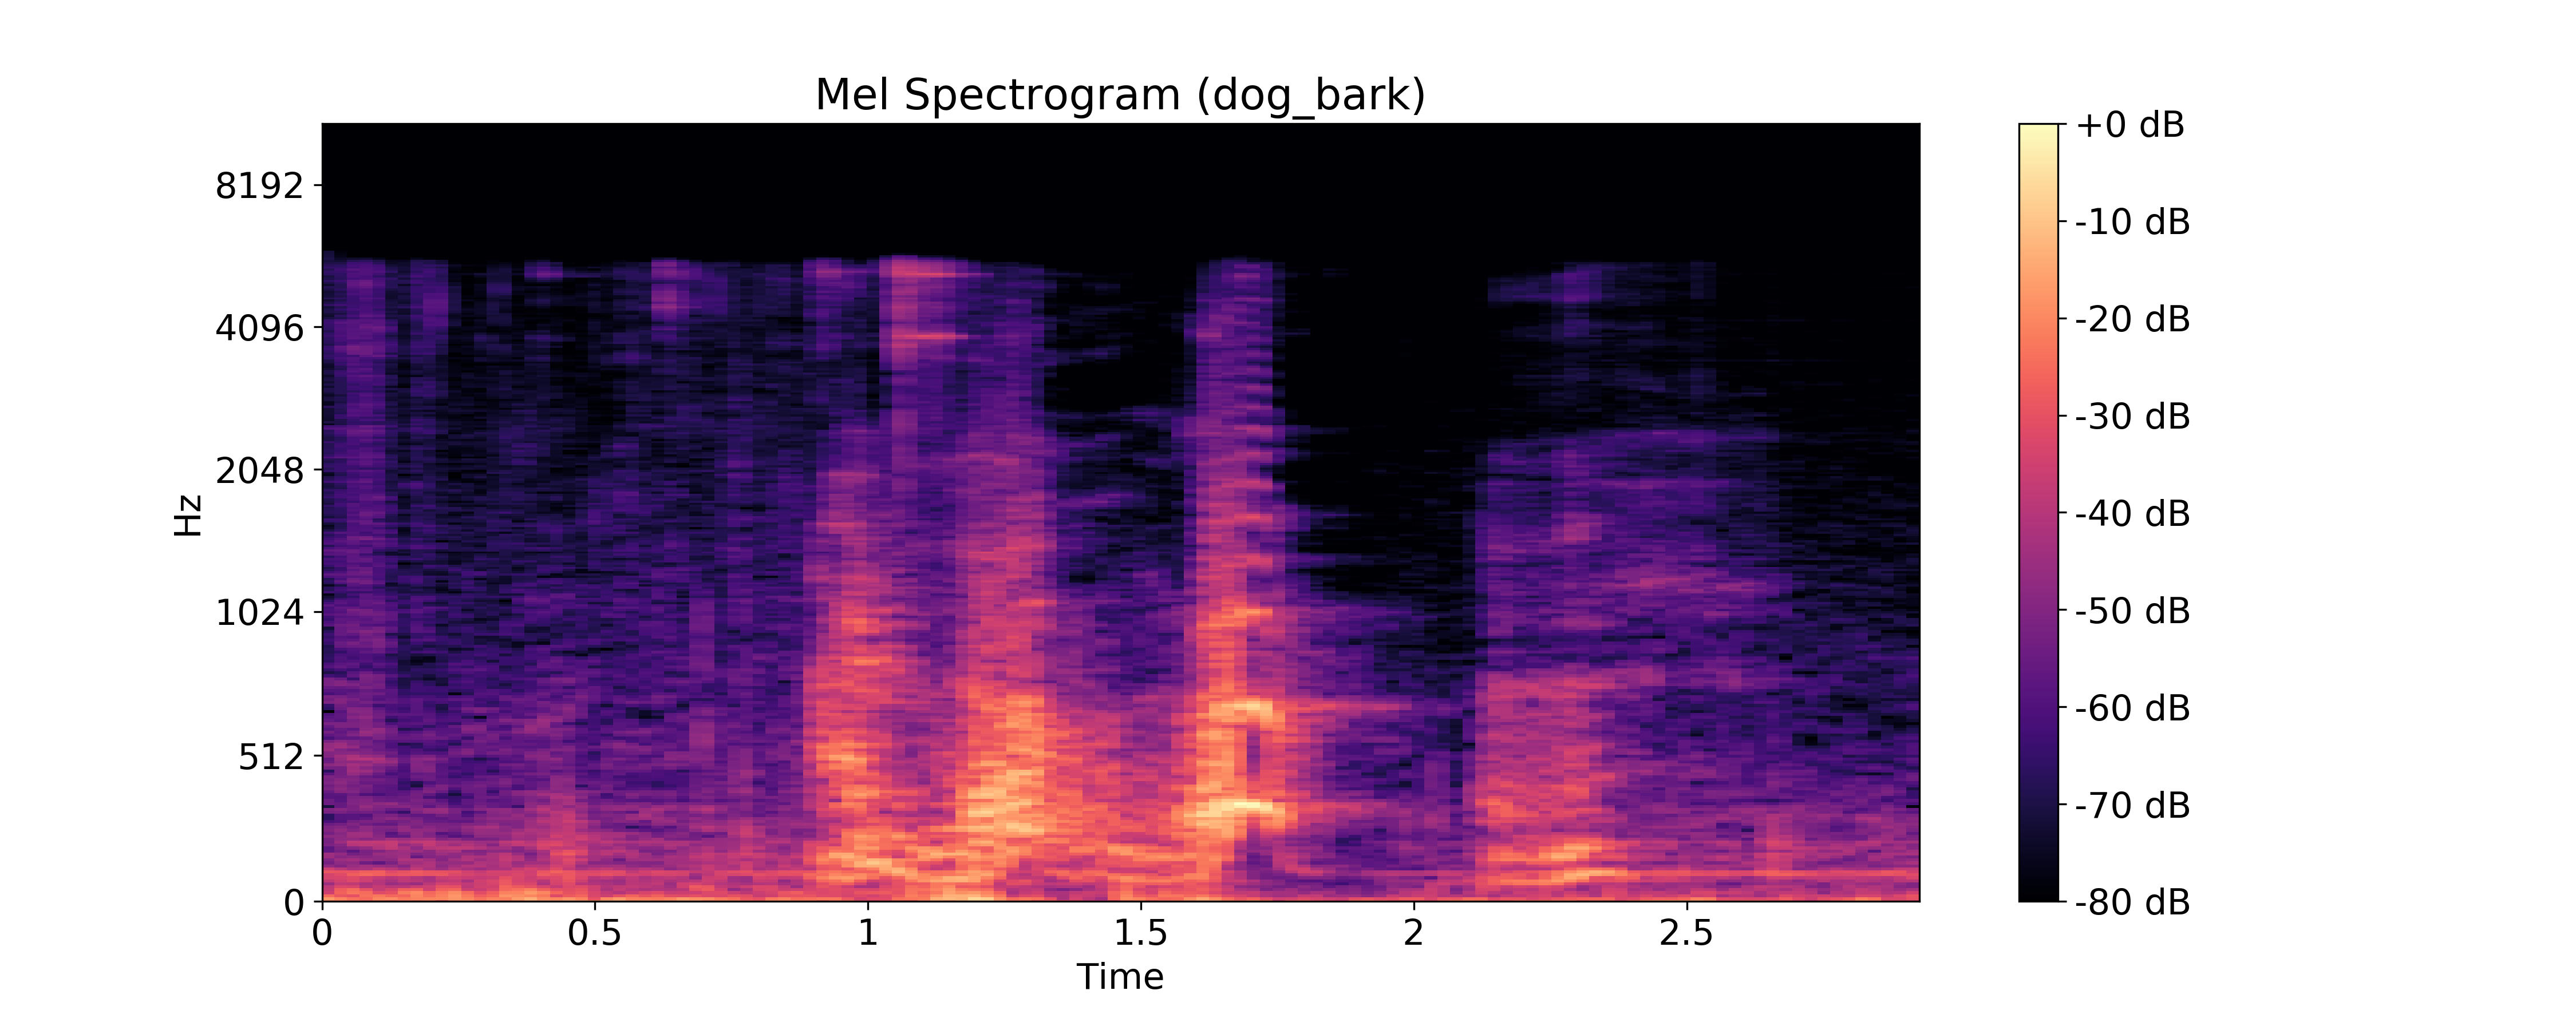 Mel Spectrogram (dog_bark)
8192
4096
2048
1024
512
0
Hz
0 0.5 1 1.5 2 2.5
Time
+0 dB
-10 dB
-20 dB
-30 dB
-40 dB
-50 dB
-60 dB
-70 dB
-80 dB